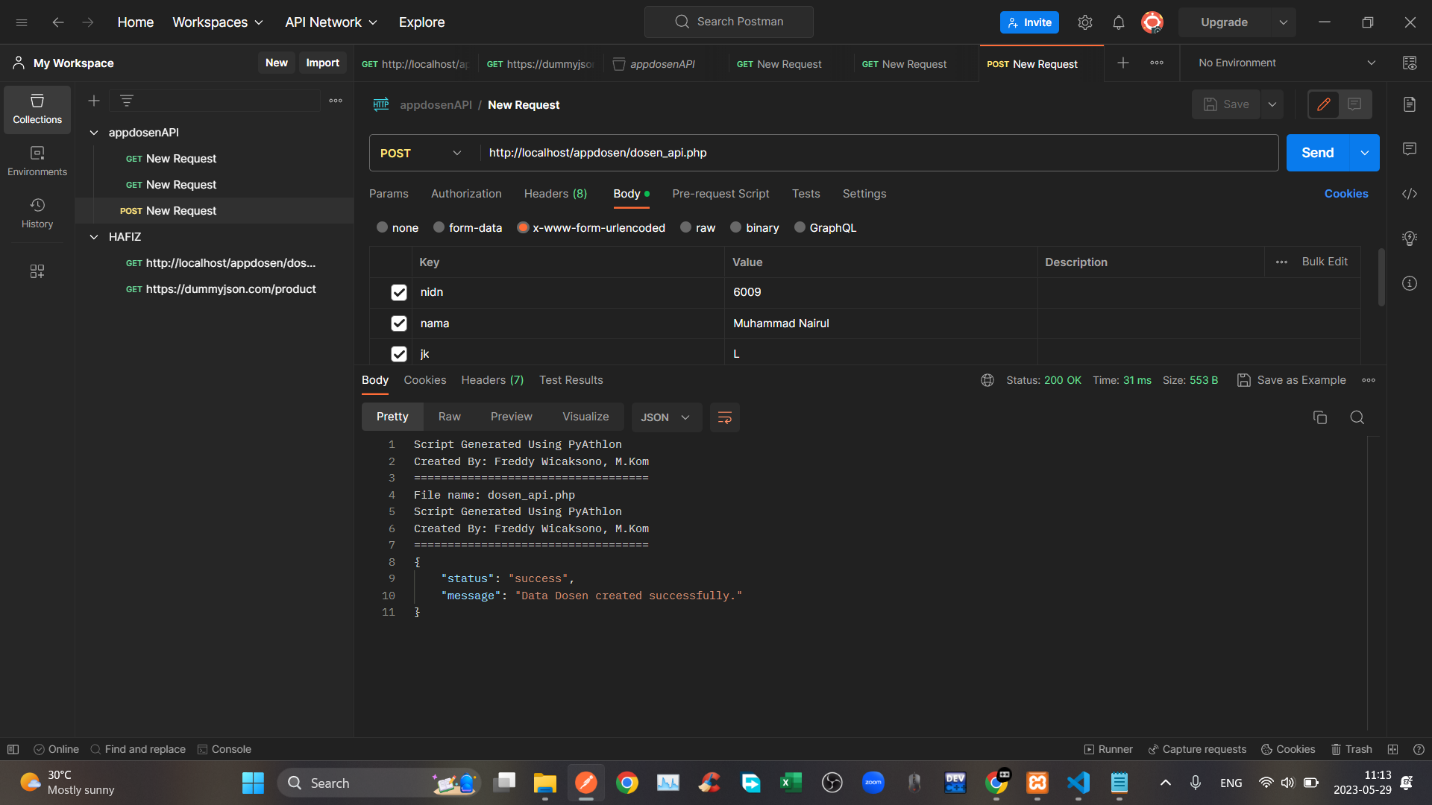 Home Workspaces API Network Explore Search Postman Invite Upgrade
My Workspace New Import GET http://localhost/ap GET https://dummyjson appdosenAPI GET New Request GET New Request POST New Request No Environment
Collections
Environments
History
appdosenAPI
GET New Request
GET New Request
POST New Request
HAFIZ
GET http://localhost/appdosen/dos...
GET https://dummyjson.com/product
HTTP appdosenAPI / New Request Save
POST http://localhost/appdosen/dosen_api.php Send
Params Authorization Headers (8) Body Pre-request Script Tests Settings Cookies
none form-data x-www-form-urlencoded raw binary GraphQL
Key Value Description Bulk Edit
nidn 6009
nama Muhammad Nairul
jk L
Body Cookies Headers (7) Test Results Status: 200 OK Time: 31 ms Size: 553 B Save as Example
Pretty Raw Preview Visualize JSON
1 Script Generated Using PyAthlon
2 Created By: Freddy Wicaksono, M.Kom
3 ===================================
4 File name: dosen_api.php
5 Script Generated Using PyAthlon
6 Created By: Freddy Wicaksono, M.Kom
7 ===================================
8 {
9 "status": "success",
10 "message": "Data Dosen created successfully."
11 }
Online Find and replace Console Runner Capture requests Cookies Trash
30°C
Mostly sunny
Search
zoom
DEV
ENG
11:13
2023-05-29